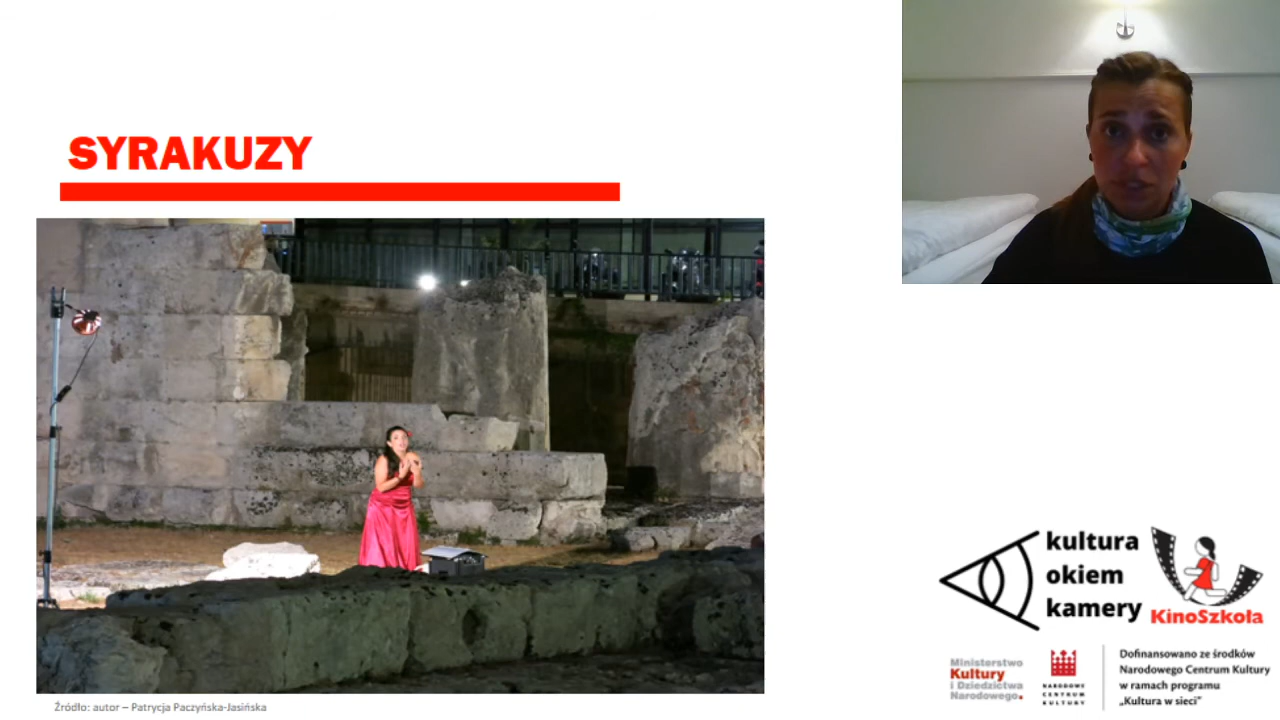 SYRAKUZY
Źródło: autor – Patrycja Paczyńska-Jasińska
kultura
okiem
kamery
KinoSzkoła
Ministerstwo
Kultury
i Dziedzictwa
Narodowego.
NARODOWE
CENTRUM
KULTURY
Dofinansowano ze środków
Narodowego Centrum Kultury
w ramach programu
„Kultura w sieci”